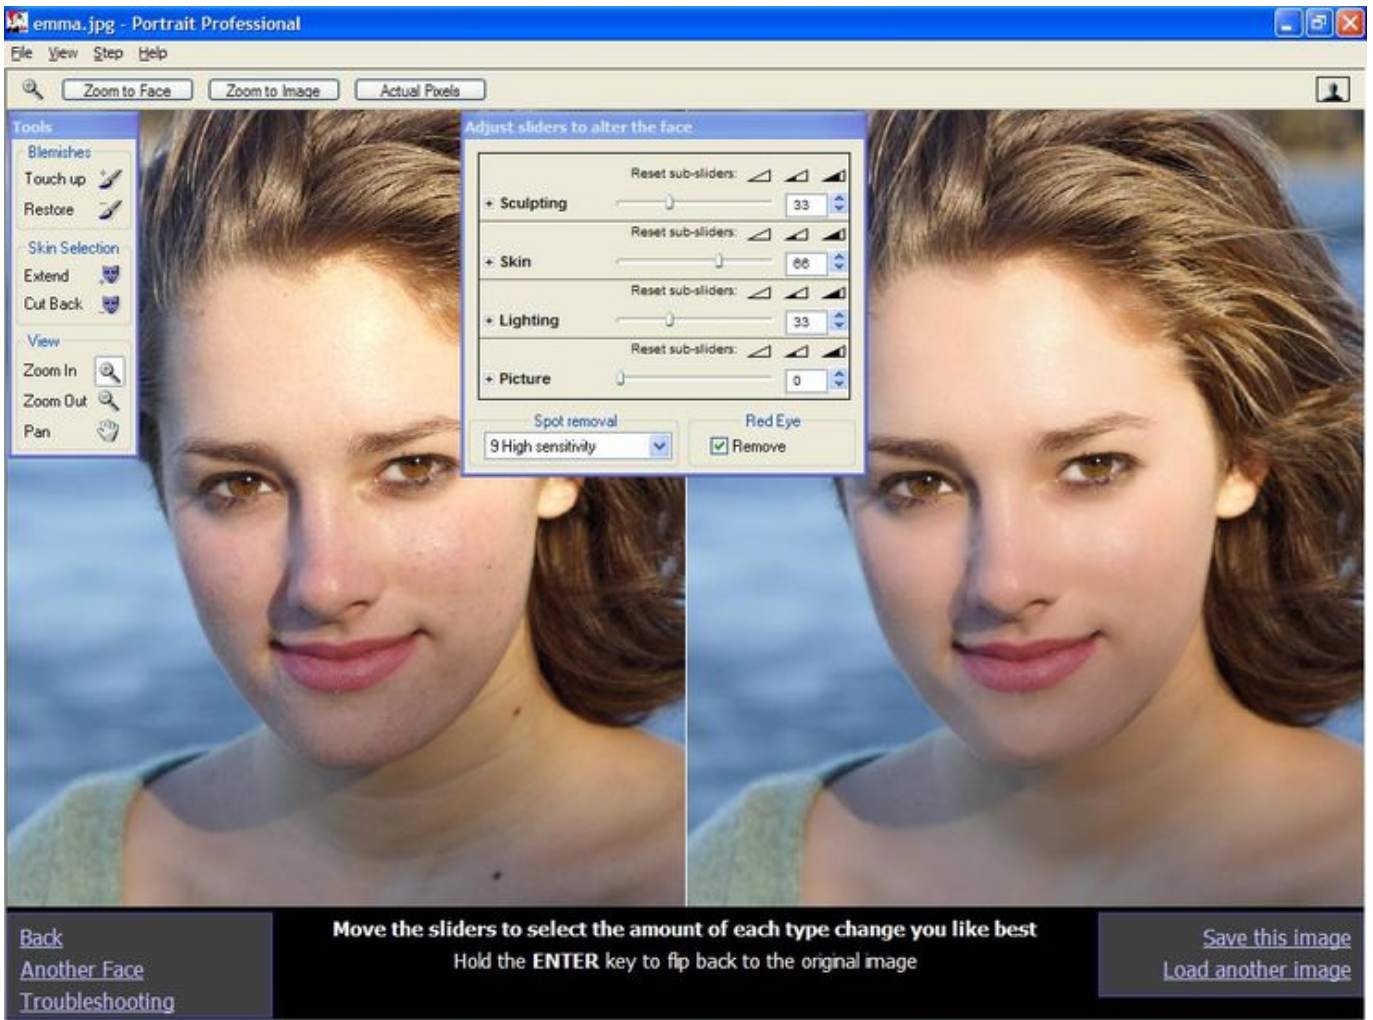 emma.jpg - Portrait Professional
File View Step Help
Zoom to Face Zoom to Image Actual Pixels
Tools
Blemishes
Touch up
Restore
Skin Selection
Extend
Cut Back
View
Zoom In
Zoom Out
Pan
Adjust sliders to alter the face
Reset sub-sliders:
+ Sculpting 33
Reset sub-sliders:
+ Skin 66
Reset sub-sliders:
+ Lighting 33
Reset sub-sliders:
+ Picture 0
Spot removal Red Eye
9 High sensitivity Remove
Back
Another Face
Troubleshooting
Move the sliders to select the amount of each type change you like best
Hold the ENTER key to flip back to the original image
Save this image
Load another image